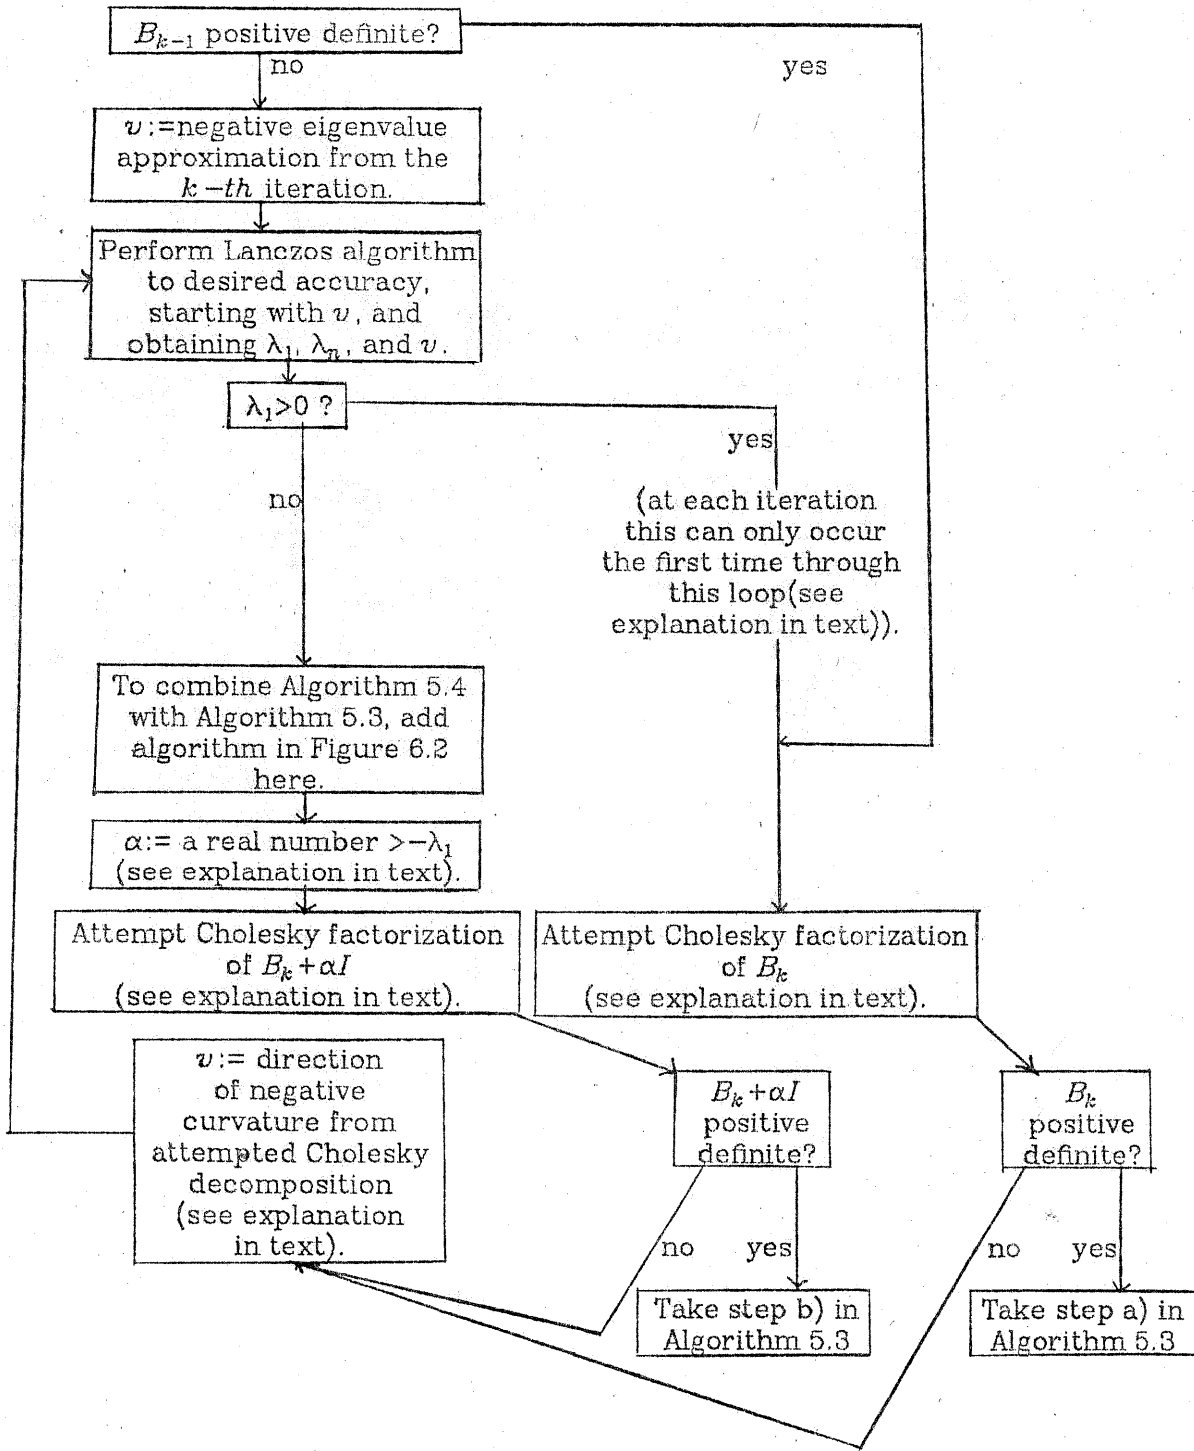 B_{k-1} positive definite?
no
yes
v:=negative eigenvalue
approximation from the
k-th iteration.
Perform Lanczos algorithm
to desired accuracy,
starting with v, and
obtaining λ₁, λₙ, and v.
λ₁>0 ?
yes
no
(at each iteration
this can only occur
the first time through
this loop(see
explanation in text)).
To combine Algorithm 5.4
with Algorithm 5.3, add
algorithm in Figure 6.2
here.
α:= a real number >-λ₁
(see explanation in text).
Attempt Cholesky factorization
of B_k+αI
(see explanation in text).
Attempt Cholesky factorization
of B_k
(see explanation in text).
v:= direction
of negative
curvature from
attempted Cholesky
decomposition
(see explanation
in text).
B_k+αI
positive
definite?
B_k
positive
definite?
no
yes
no
yes
Take step b) in
Algorithm 5.3
Take step a) in
Algorithm 5.3